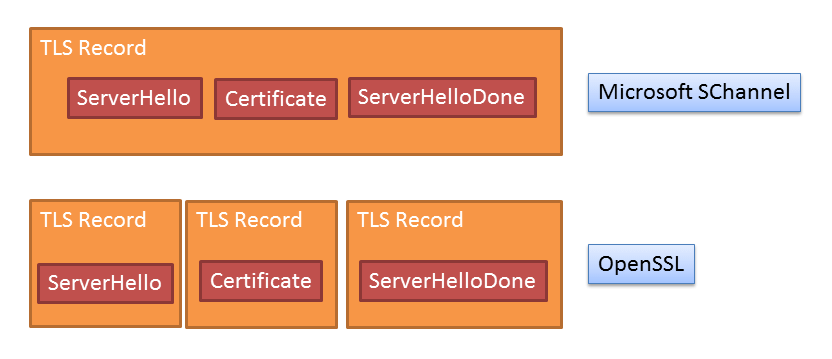 TLS Record
ServerHello
Certificate
ServerHelloDone
Microsoft SChannel
TLS Record
TLS Record
TLS Record
ServerHello
Certificate
ServerHelloDone
OpenSSL